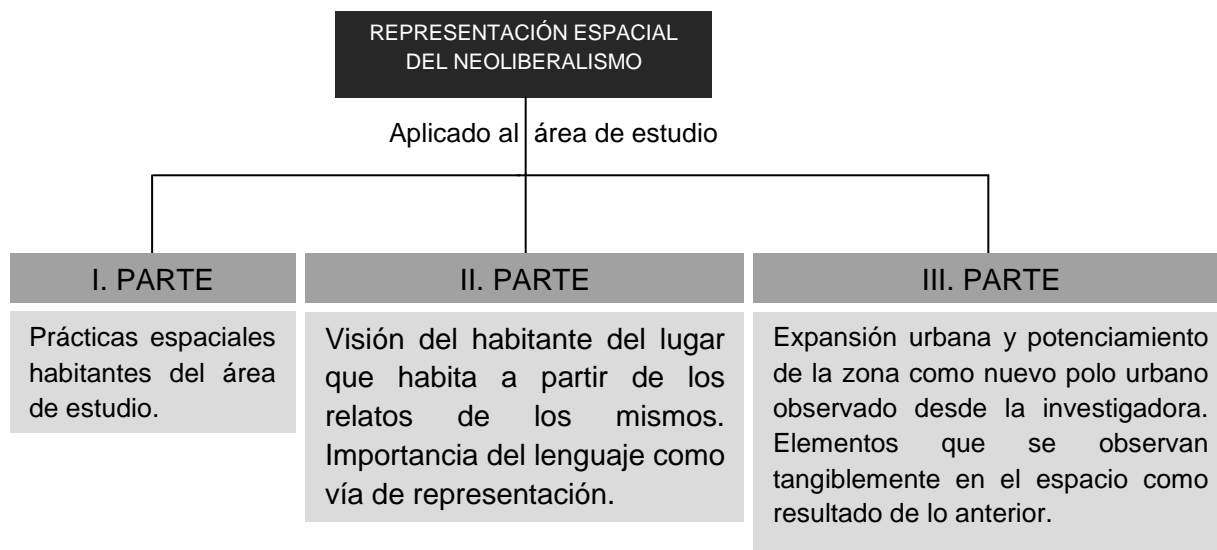 REPRESENTACIÓN ESPACIAL
DEL NEOLIBERALISMO
Aplicado al área de estudio
I. PARTE
Prácticas espaciales
habitantes del área
de estudio.
II. PARTE
Visión del habitante del lugar
que habita a partir de los
relatos de los mismos.
Importancia del lenguaje como
vía de representación.
III. PARTE
Expansión urbana y potenciamiento
de la zona como nuevo polo urbano
observado desde la investigadora.
Elementos que se observan
tangiblemente en el espacio como
resultado de lo anterior.